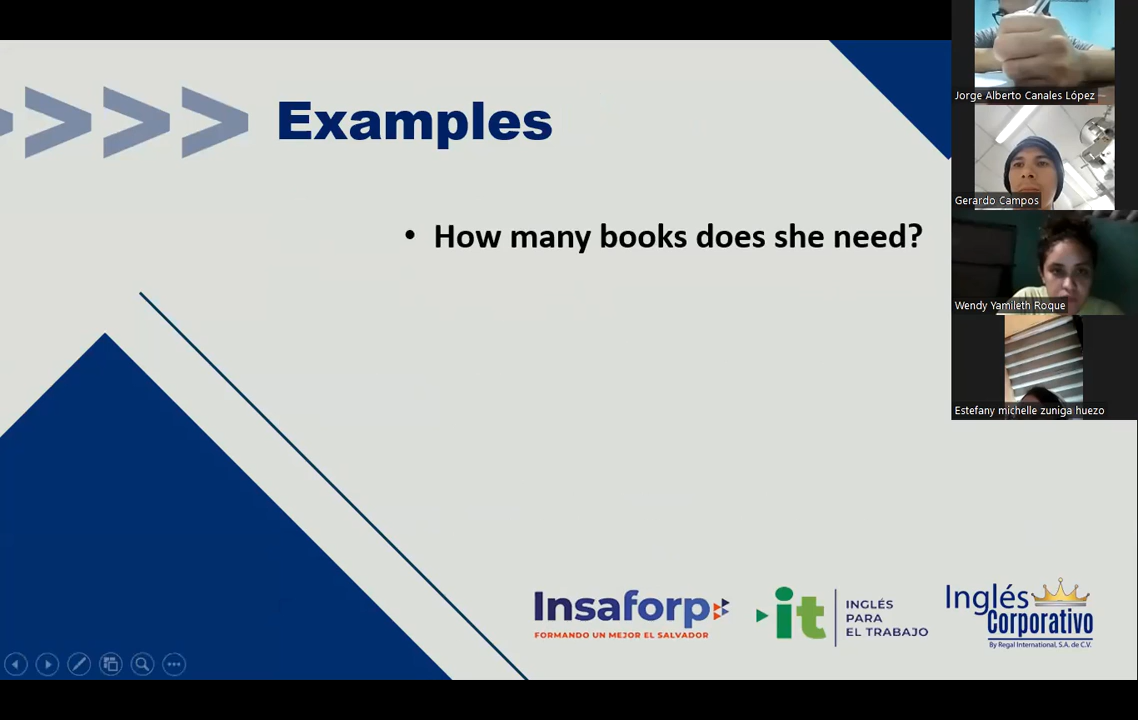 Examples
• How many books does she need?
Jorge Alberto Canales López
Gerardo Campos
Wendy Yamileth Roque
Estefany michelle zuniga huezo
Insaforp
FORMANDO UN MEJOR EL SALVADOR
it
INGLÉS
PARA
EL TRABAJO
Inglés
Corporativo
By Regal International, S.A. de C.V.